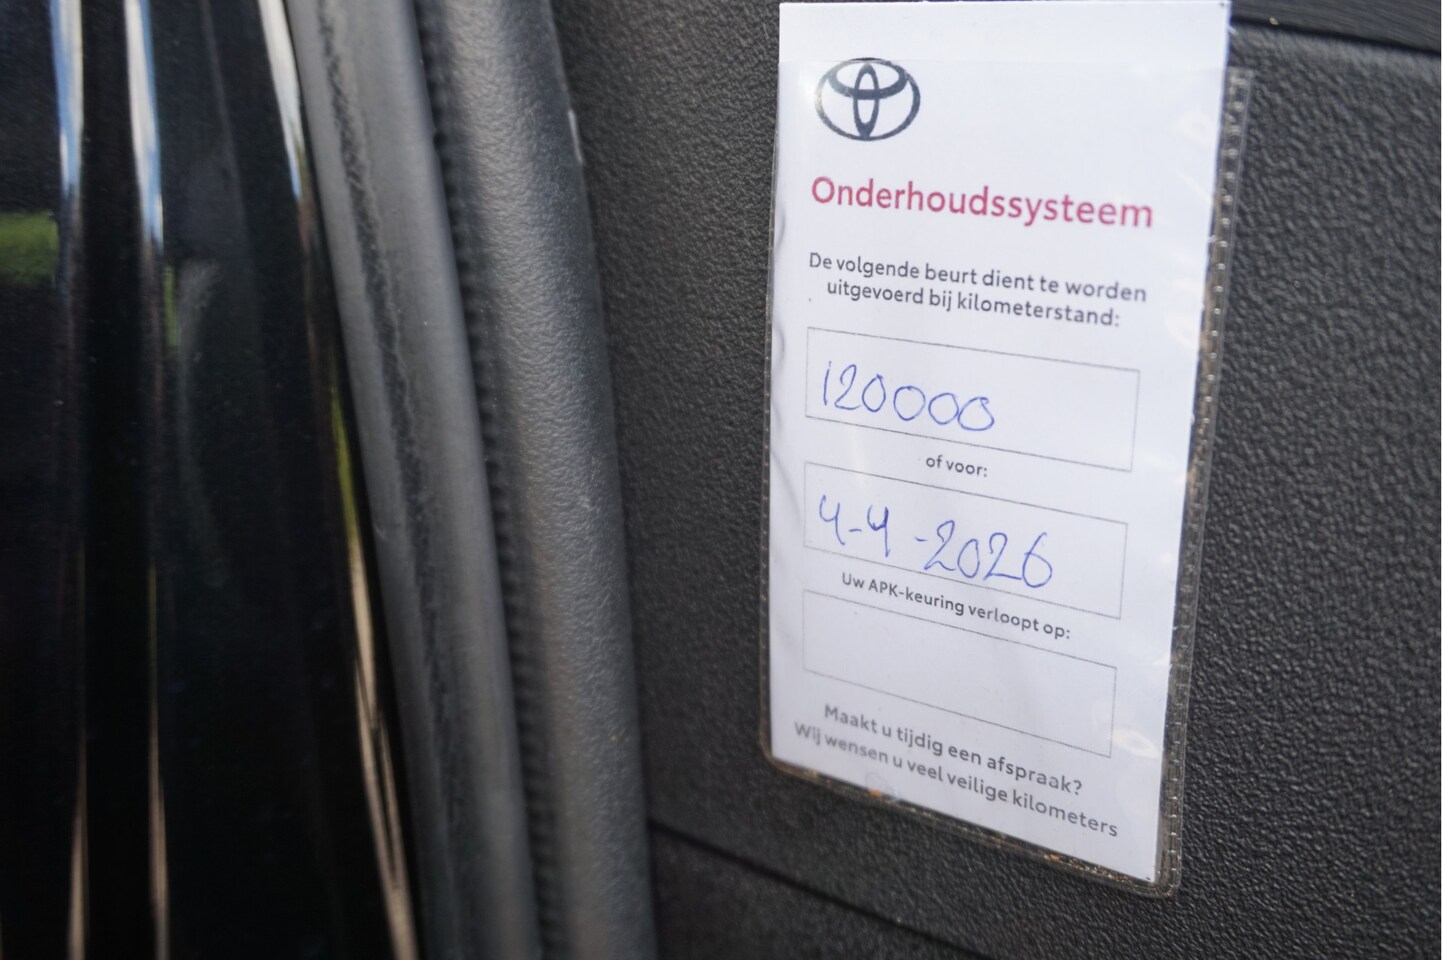 Onderhoudssysteem
De volgende beurt dient te worden
uitgevoerd bij kilometerstand:
120000
of voor:
4-4-2026
Uw APK-keuring verloopt op:
Maakt u tijdig een afspraak?
Wij wensen u veel veilige kilometers